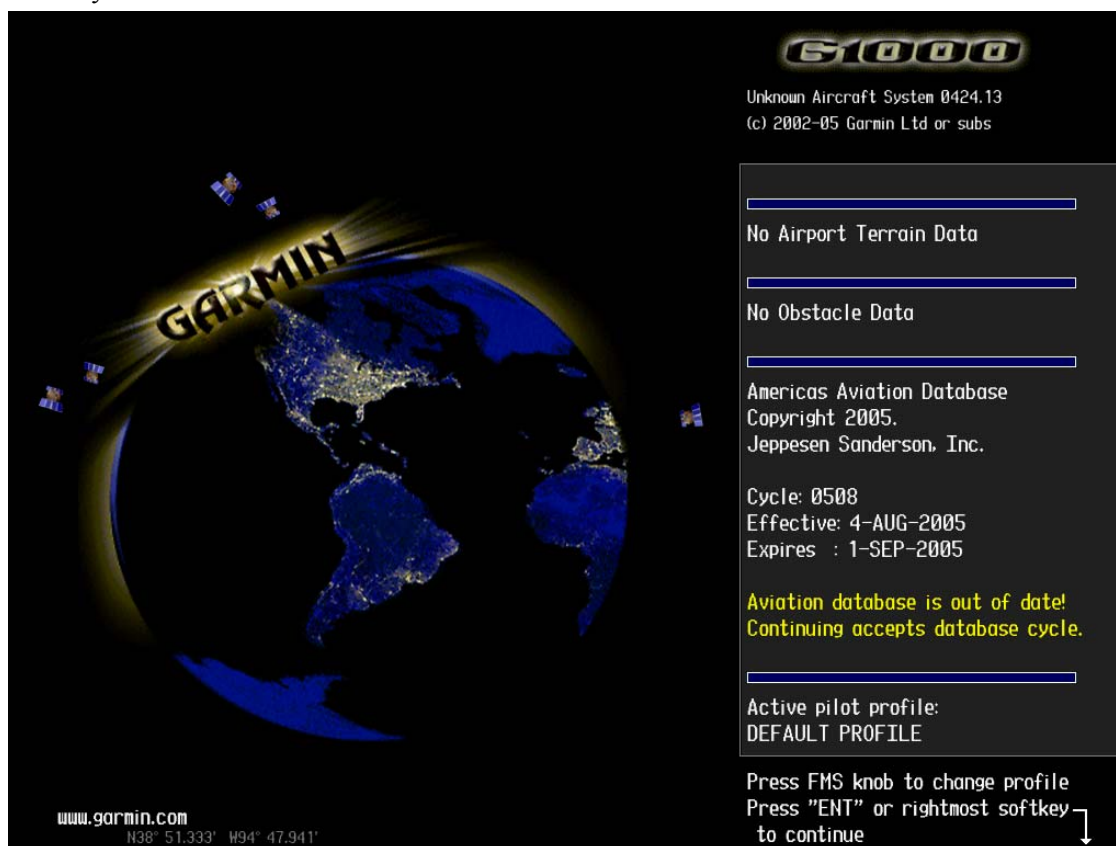 G1000
Unknown Aircraft System 0424.13
(c) 2002-05 Garmin Ltd or subs
GARMIN
No Airport Terrain Data
No Obstacle Data
Americas Aviation Database
Copyright 2005.
Jeppesen Sanderson, Inc.
Cycle: 0508
Effective: 4-AUG-2005
Expires : 1-SEP-2005
Aviation database is out of date!
Continuing accepts database cycle.
Active pilot profile:
DEFAULT PROFILE
Press FMS knob to change profile
Press "ENT" or rightmost softkey
to continue
www.garmin.com
N38° 51.333' W94° 47.941'